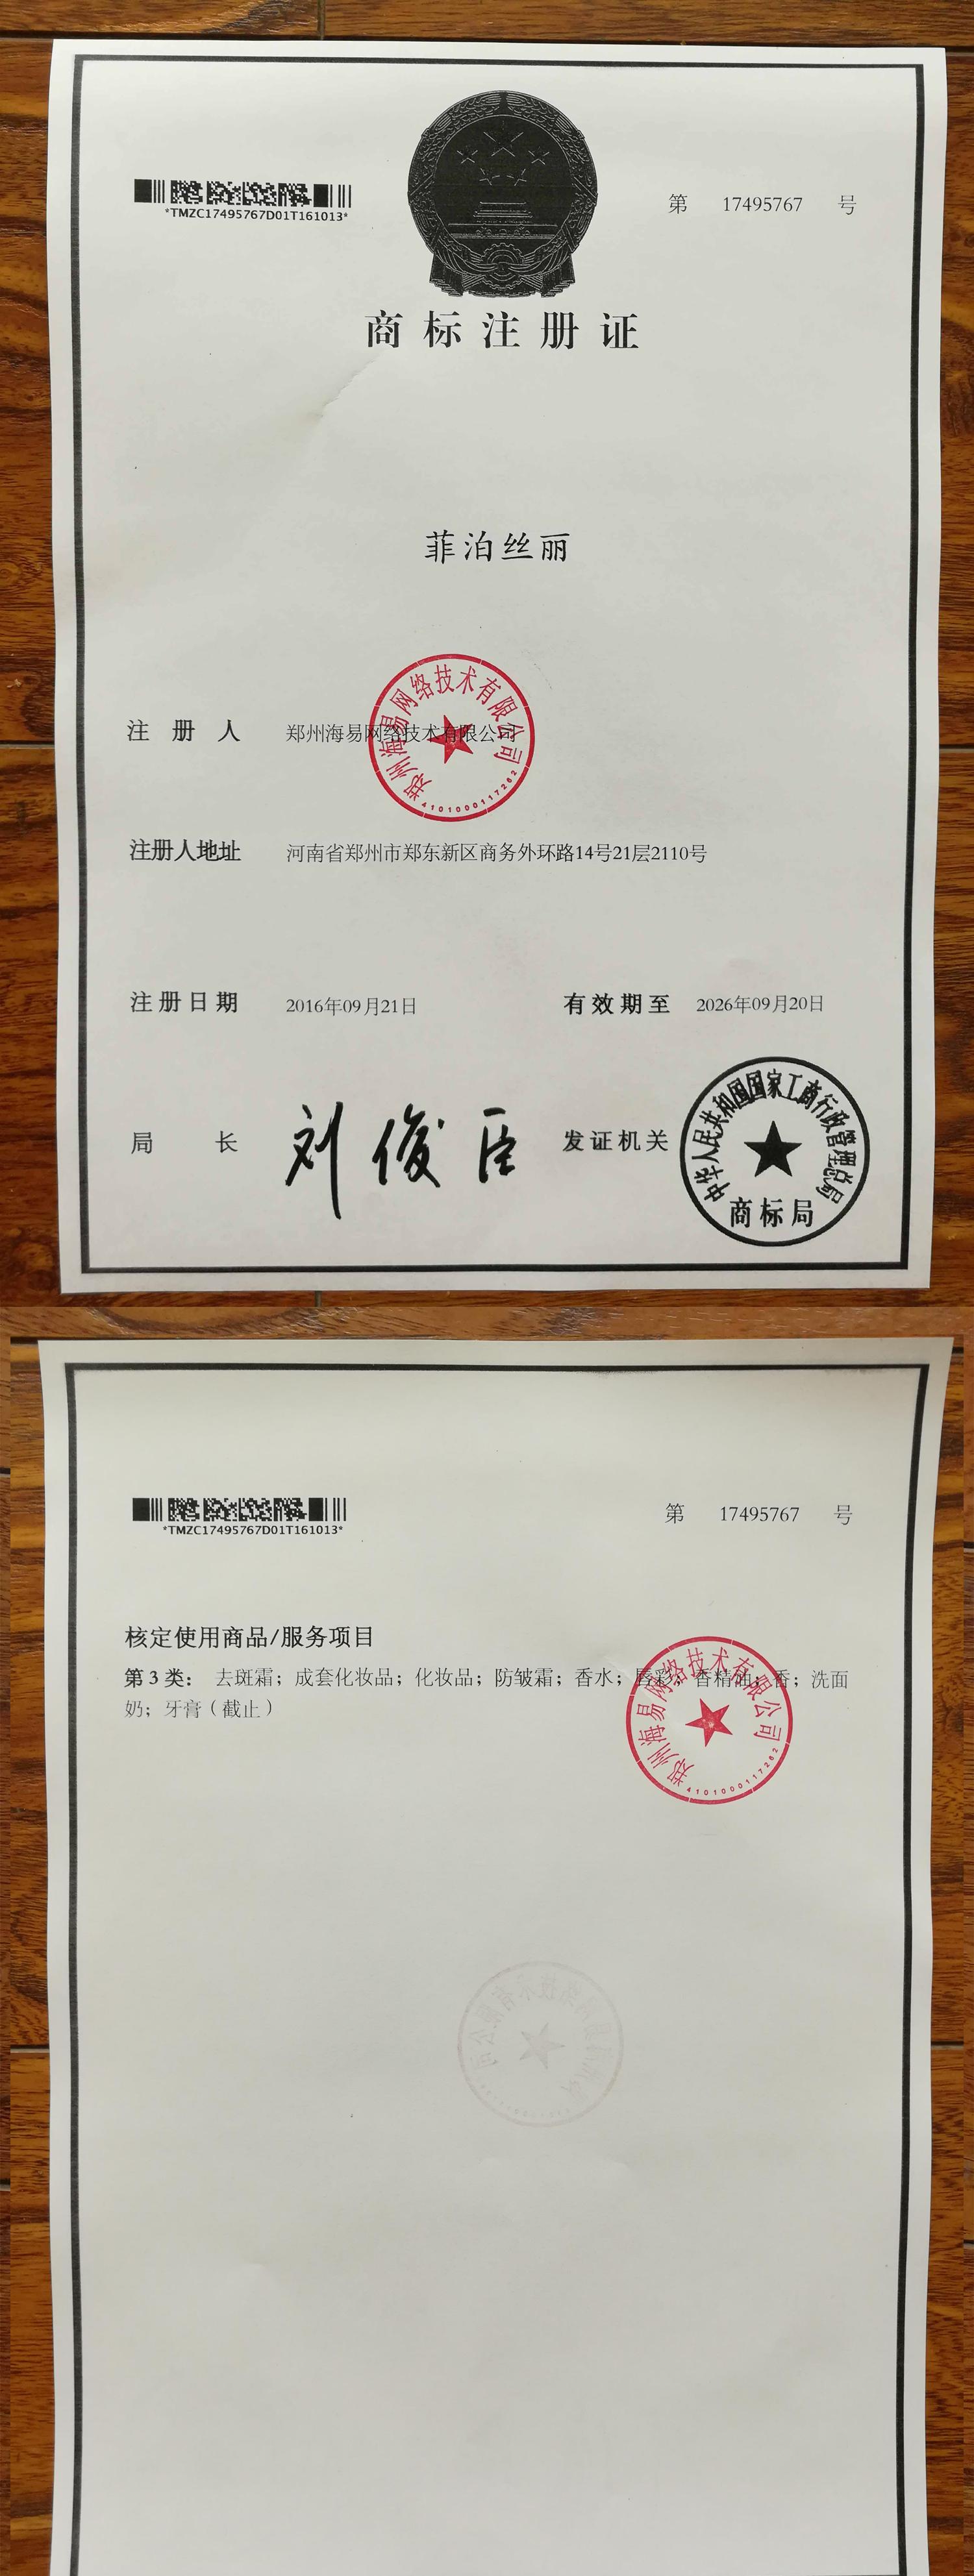 *TMZC17495767D01T161013*
第 17495767 号
商标注册证
菲泊丝丽
注册人 郑州海易网络技术有限公司
郑州海易网络技术有限公司
4101000117262
注册人地址 河南省郑州市郑东新区商务外环路14号21层2110号
注册日期 2016年09月21日 有效期至 2026年09月20日
局长 刘俊臣 发证机关
中华人民共和国国家工商行政管理总局
商标局
*TMZC17495767D01T161013*
第 17495767 号
核定使用商品/服务项目
第3类: 去斑霜; 成套化妆品; 化妆品; 防皱霜; 香水; 唇彩; 香精油; 香; 洗面
奶; 牙膏(截止)
郑州海易网络技术有限公司
4101000117262